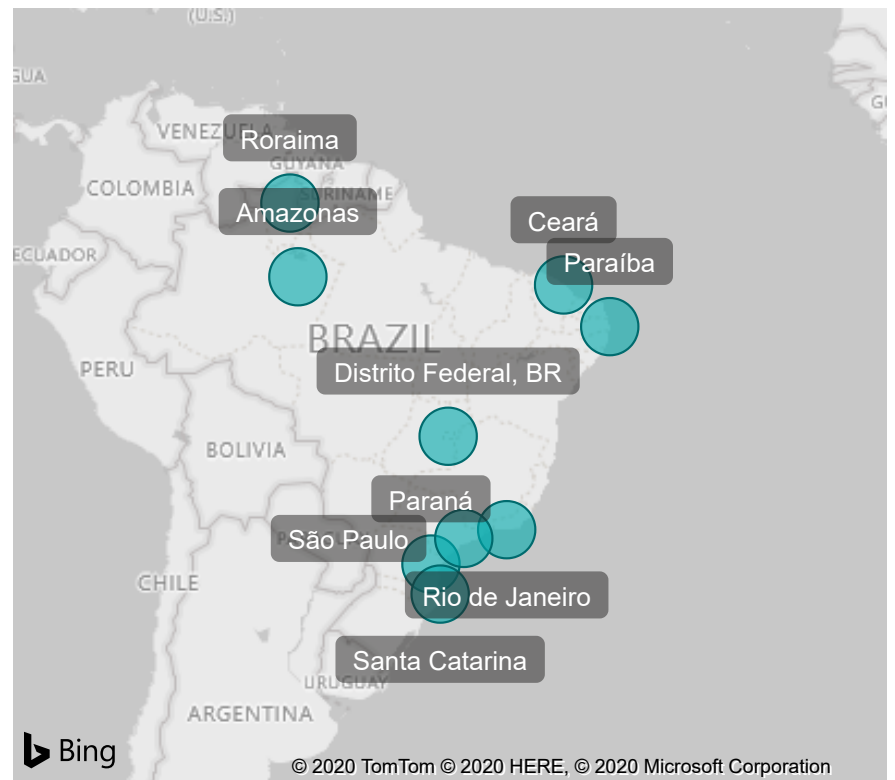 (U.S.)
GUA
VENEZUELA
Roraima
GUYANA
COLOMBIA
SURINAME
Amazonas
Ceará
ECUADOR
Paraíba
BRAZIL
PERU
Distrito Federal, BR
BOLIVIA
Paraná
São Paulo
CHILE
Rio de Janeiro
Santa Catarina
URUGUAY
ARGENTINA
Bing
© 2020 TomTom © 2020 HERE, © 2020 Microsoft Corporation